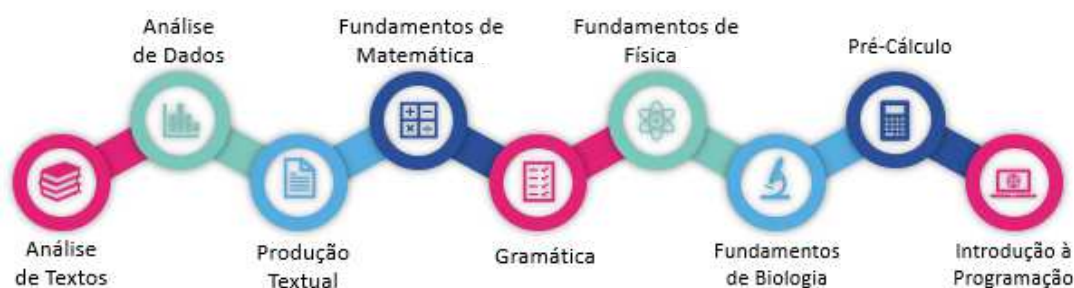 Análise
de Textos
Análise
de Dados
Produção
Textual
Fundamentos de
Matemática
Gramática
Fundamentos de
Física
Fundamentos
de Biologia
Pré-Cálculo
Introdução à
Programação